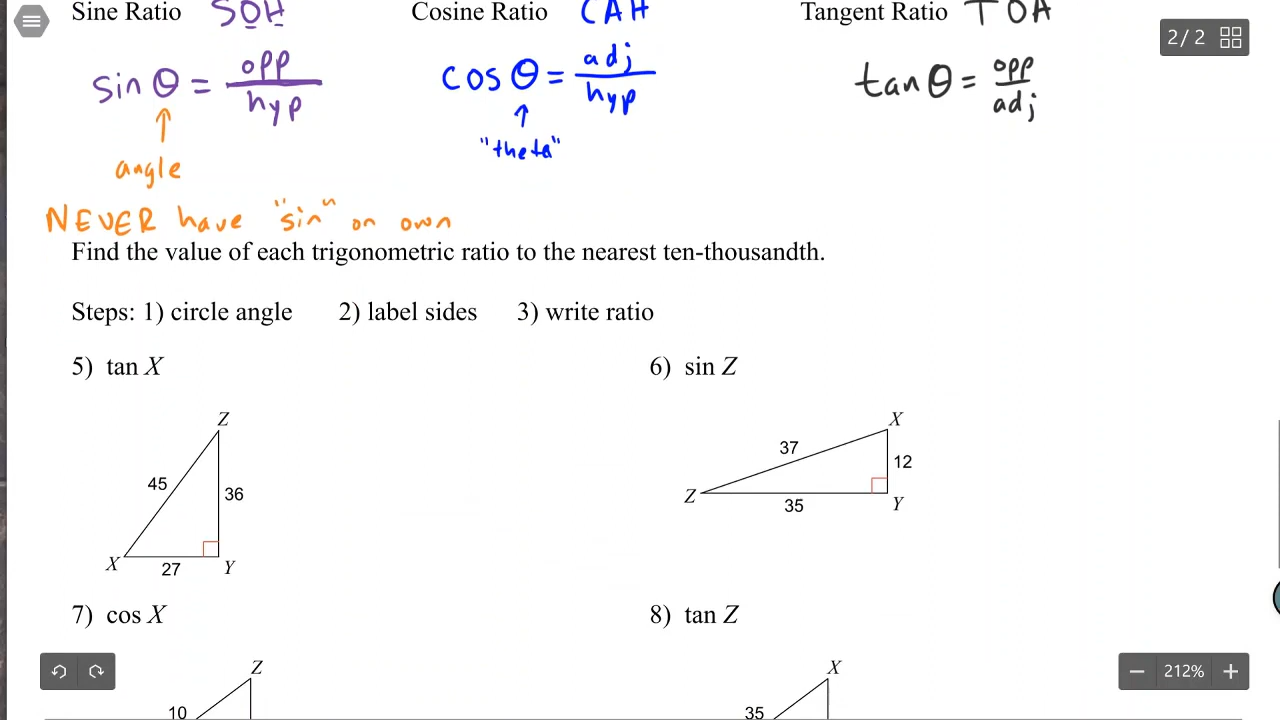 Sine Ratio SOH Cosine Ratio CAH Tangent Ratio TOA
2/2
sin θ = opp/hyp cos θ = adj/hyp tan θ = opp/adj
↑ ↑
angle "theta"
NEVER have "sin" on own
Find the value of each trigonometric ratio to the nearest ten-thousandth.
Steps: 1) circle angle 2) label sides 3) write ratio
5) tan X 6) sin Z
Z
45
36
X
27
Y
X
37
12
Z
35
Y
7) cos X 8) tan Z
Z
10
X
35
212%